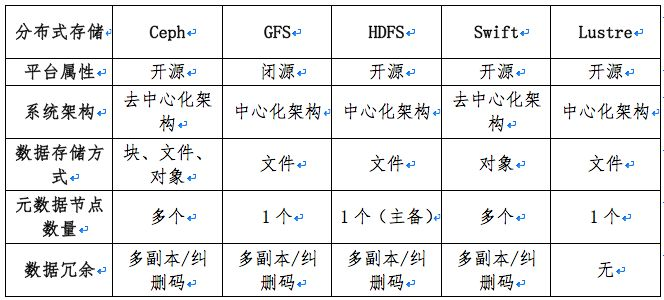 分布式存储 Ceph GFS HDFS Swift Lustre
平台属性 开源 闭源 开源 开源 开源
系统架构 去中心化架构 中心化架构 中心化架构 去中心化架构 中心化架构
数据存储方式 块、文件、对象 文件 文件 对象 文件
元数据节点数量 多个 1个 1个（主备） 多个 1个
数据冗余 多副本/纠删码 多副本/纠删码 多副本/纠删码 多副本/纠删码 无